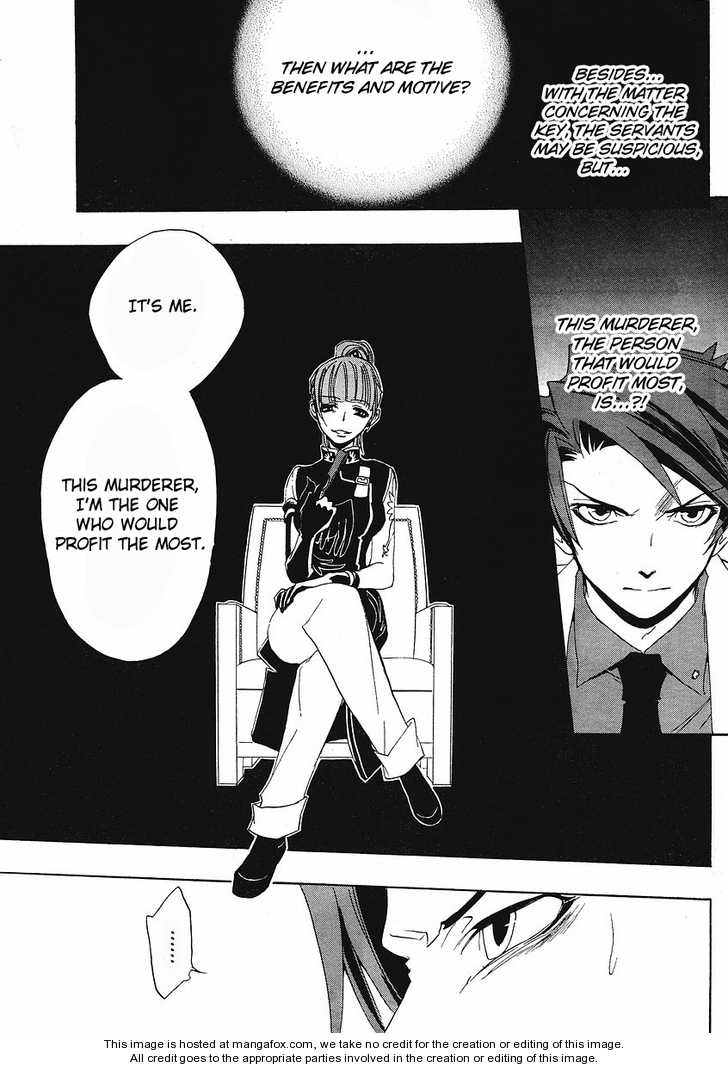 BESIDES...
WITH THE MATTER
CONCERNING THE
KEY, THE SERVANTS
MAY BE SUSPICIOUS,
BUT...
...
THEN WHAT ARE THE
BENEFITS AND MOTIVE?
THIS MURDERER,
THE PERSON
THAT WOULD
PROFIT MOST,
IS...?!
IT'S ME.
THIS MURDERER,
I'M THE ONE
WHO WOULD
PROFIT THE MOST.
......
This image is hosted at mangafox.com, we take no credit for the creation or editing of this image.
All credit goes to the appropriate parties involved in the creation or editing of this image.